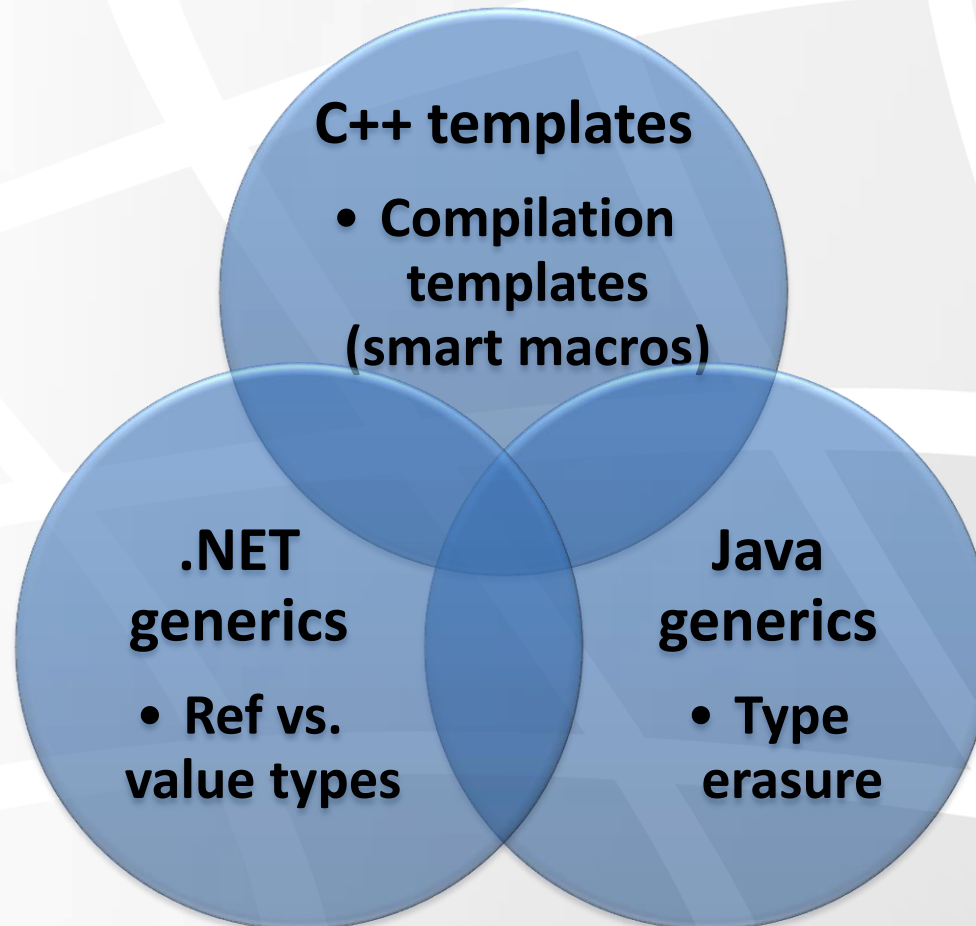 C++ templates
• Compilation
templates
(smart macros)
.NET
generics
• Ref vs.
value types
Java
generics
• Type
erasure